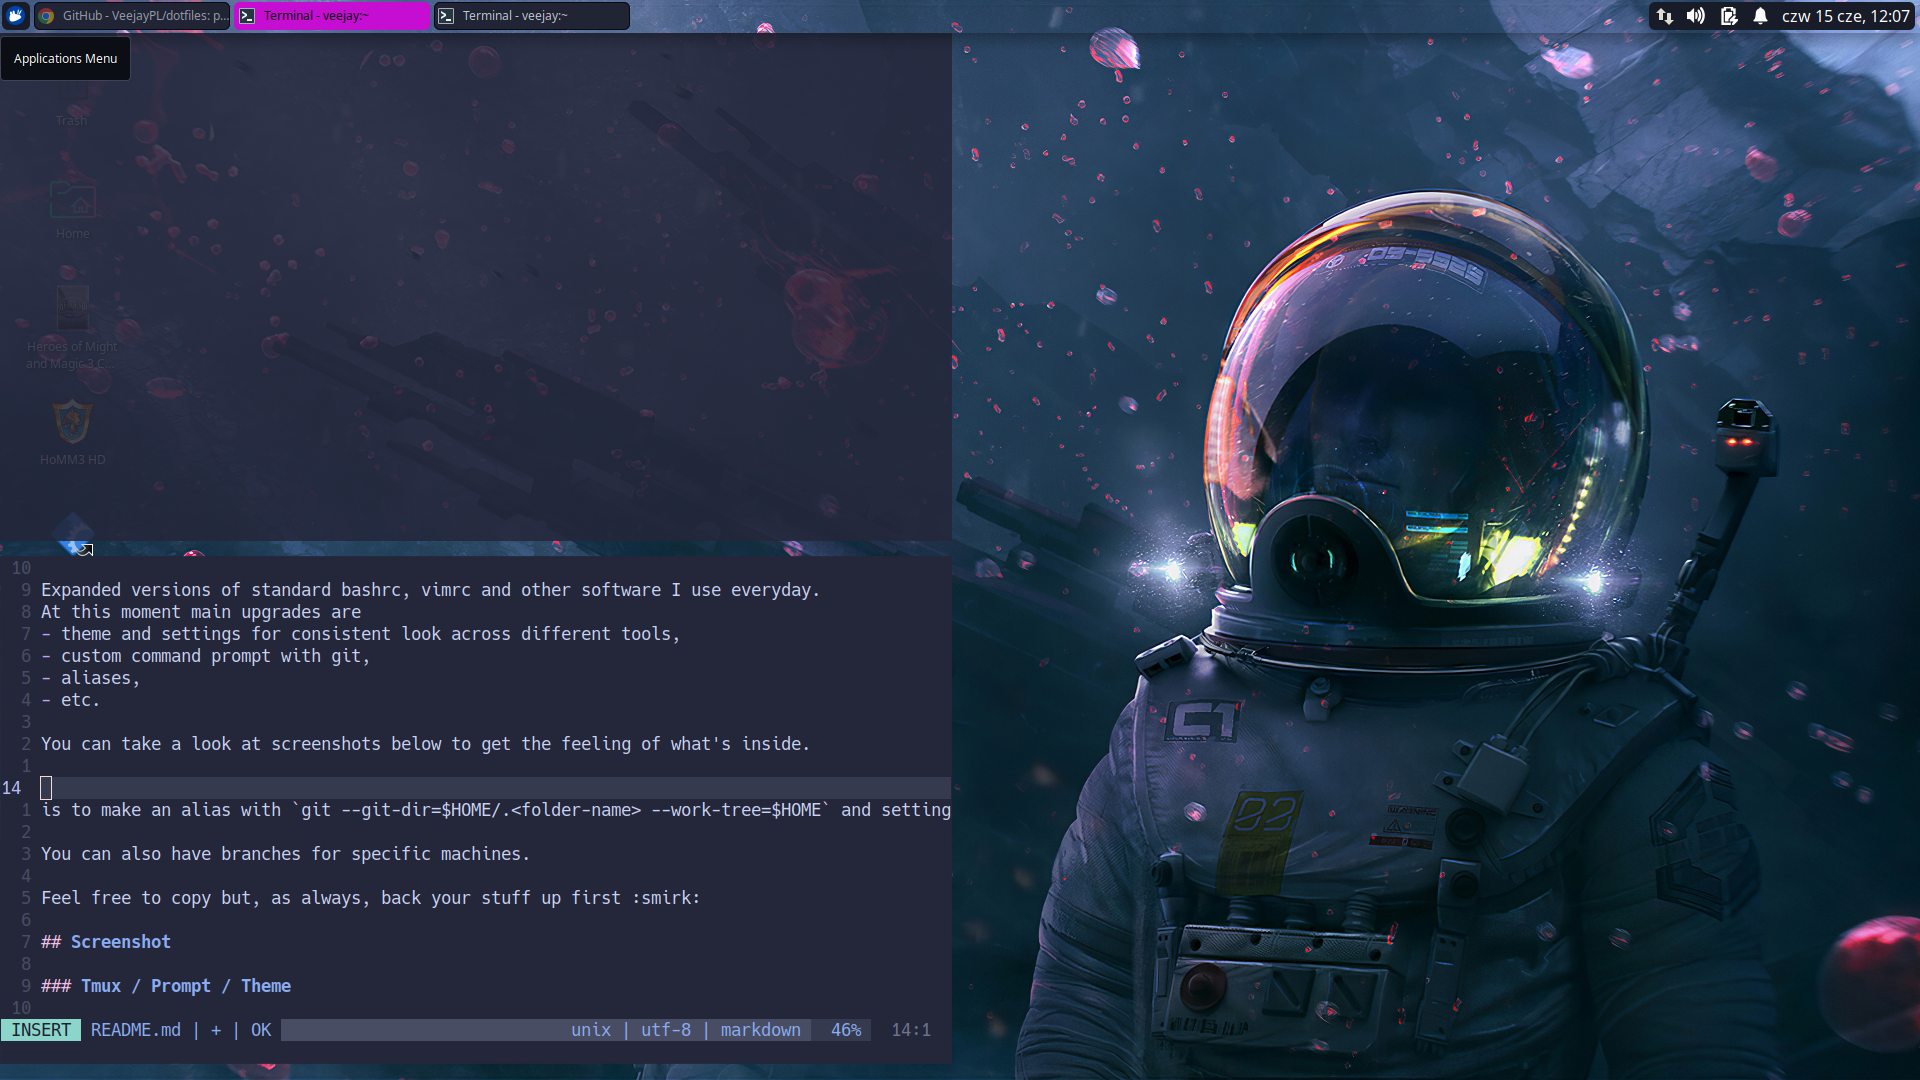 GitHub - VeejayPL/dotfiles: p...
Terminal - veejay:~
Terminal - veejay:~
czw 15 cze, 12:07
Applications Menu
Trash
Home
Heroes of Might
and Magic 3 C...
HoMM3 HD
10
9 Expanded versions of standard bashrc, vimrc and other software I use everyday.
8 At this moment main upgrades are
7 - theme and settings for consistent look across different tools,
6 - custom command prompt with git,
5 - aliases,
4 - etc.
3
2 You can take a look at screenshots below to get the feeling of what's inside.
1
14
1 is to make an alias with `git --git-dir=$HOME/.<folder-name> --work-tree=$HOME` and setting
2
3 You can also have branches for specific machines.
4
5 Feel free to copy but, as always, back your stuff up first :smirk:
6
7 ## Screenshot
8
9 ### Tmux / Prompt / Theme
10
INSERT README.md | + | OK unix | utf-8 | markdown 46% 14:1
C1
02